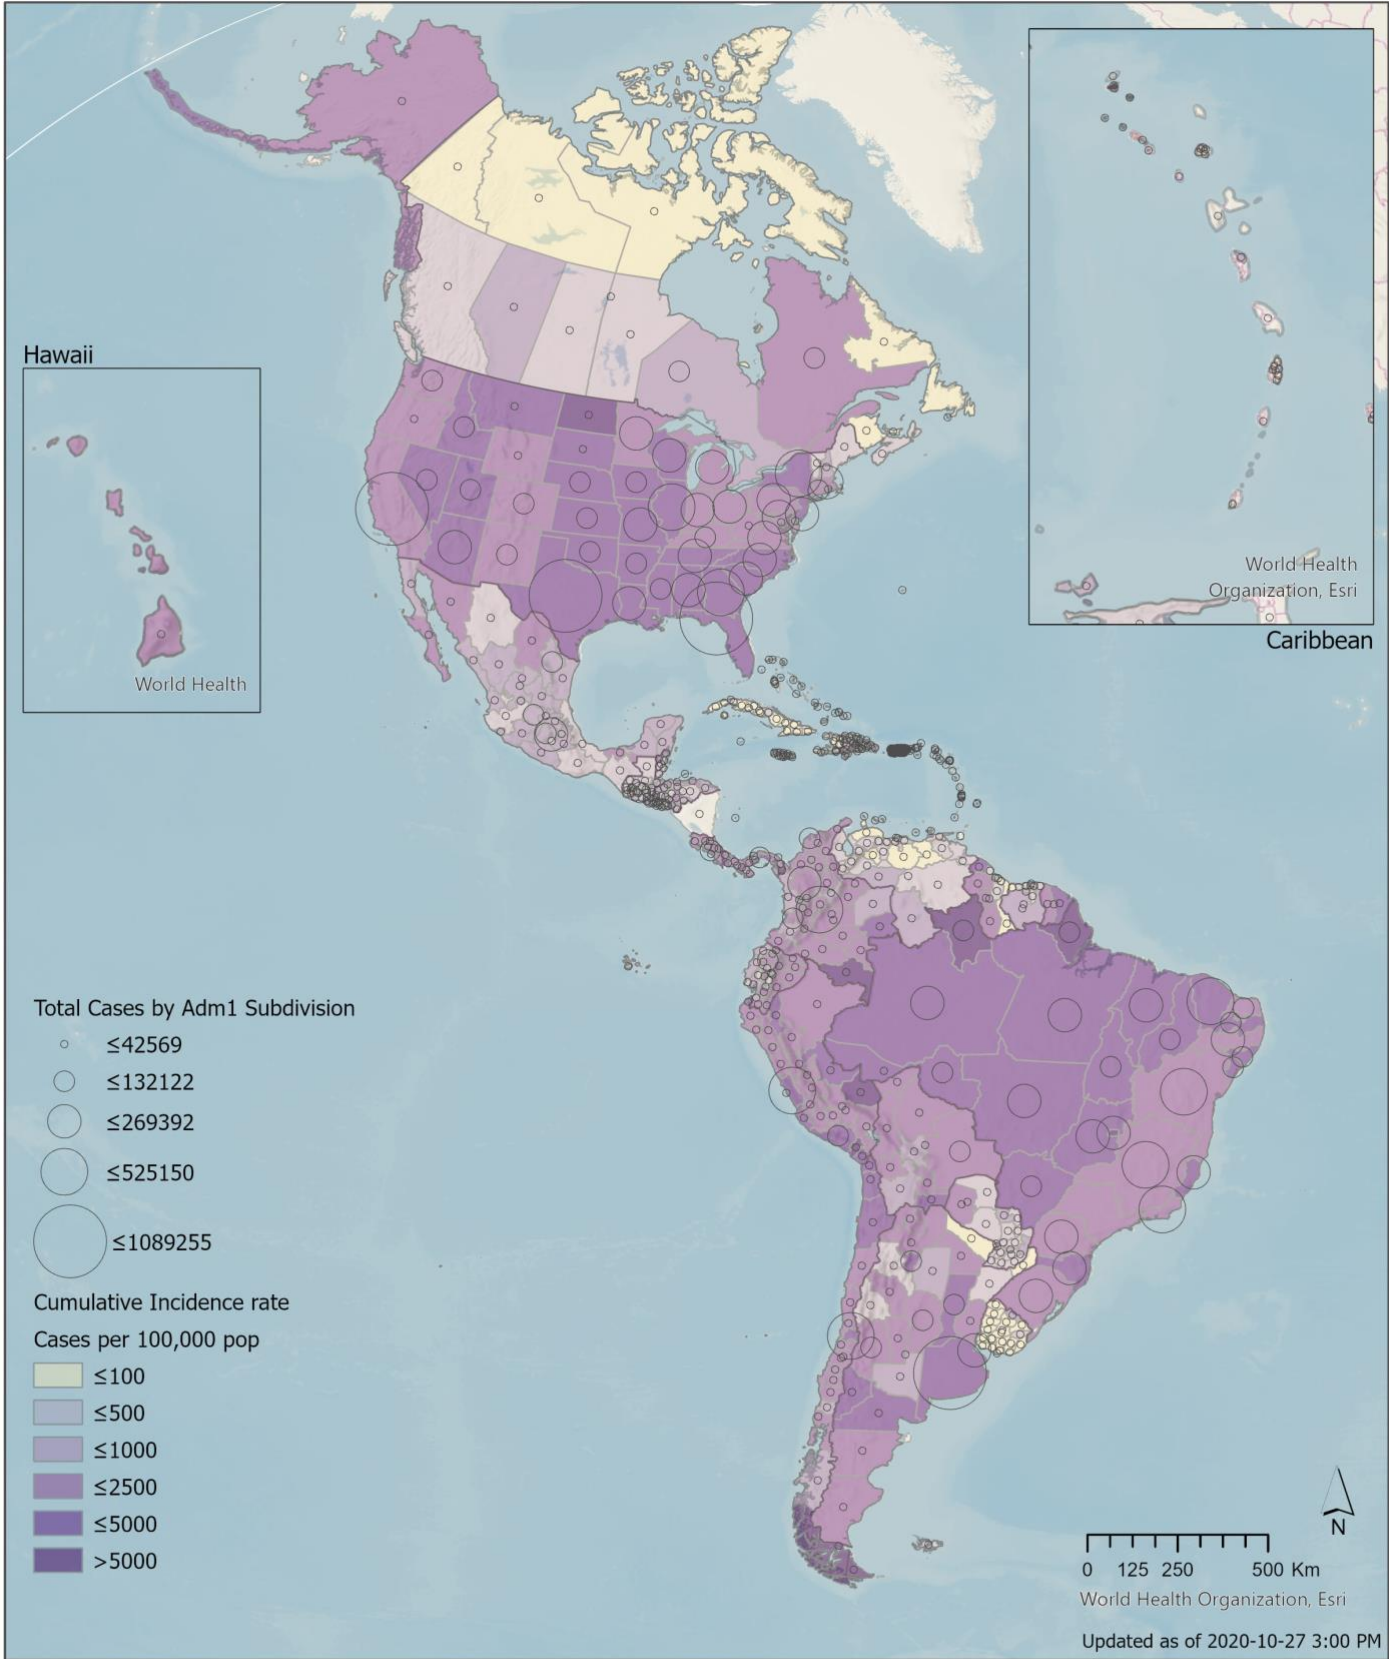 Hawaii
World Health
World Health
Organization, Esri
Caribbean
Total Cases by Adm1 Subdivision
≤42569
≤132122
≤269392
≤525150
≤1089255
Cumulative Incidence rate
Cases per 100,000 pop
≤100
≤500
≤1000
≤2500
≤5000
>5000
N
0 125 250 500 Km
World Health Organization, Esri
Updated as of 2020-10-27 3:00 PM